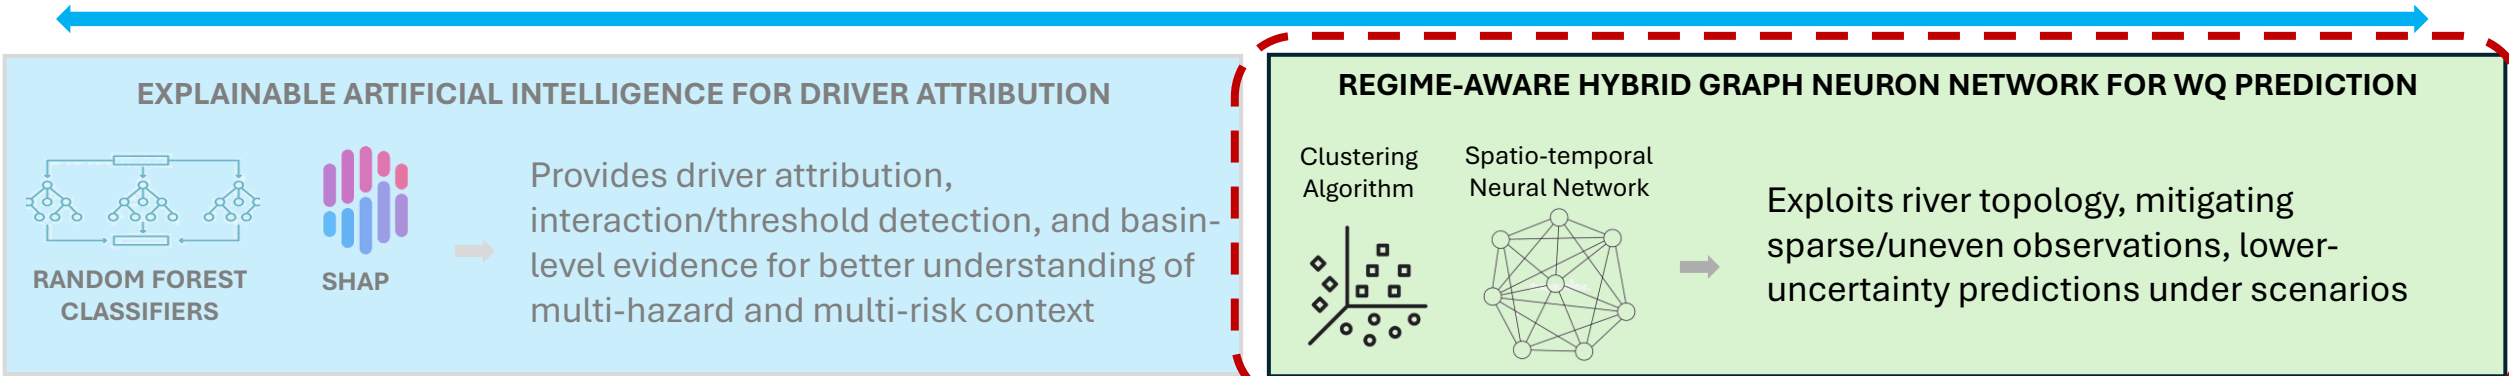 EXPLAINABLE ARTIFICIAL INTELLIGENCE FOR DRIVER ATTRIBUTION
RANDOM FOREST
CLASSIFIERS
SHAP
Provides driver attribution,
interaction/threshold detection, and basin-
level evidence for better understanding of
multi-hazard and multi-risk context
REGIME-AWARE HYBRID GRAPH NEURON NETWORK FOR WQ PREDICTION
Clustering
Algorithm
Spatio-temporal
Neural Network
Exploits river topology, mitigating
sparse/uneven observations, lower-
uncertainty predictions under scenarios